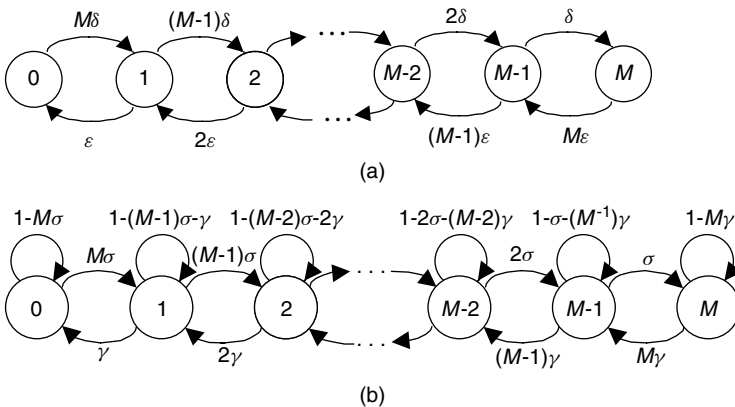 Mδ (M-1)δ 2δ δ
0 1 2 ... M-2 M-1 M
ε 2ε ... (M-1)ε Mε
(a)
1-Mσ 1-(M-1)σ-γ 1-(M-2)σ-2γ 1-2σ-(M-2)γ 1-σ-(M⁻¹)γ 1-Mγ
Mσ (M-1)σ 2σ σ
0 1 2 ... M-2 M-1 M
γ 2γ ... (M-1)γ Mγ
(b)